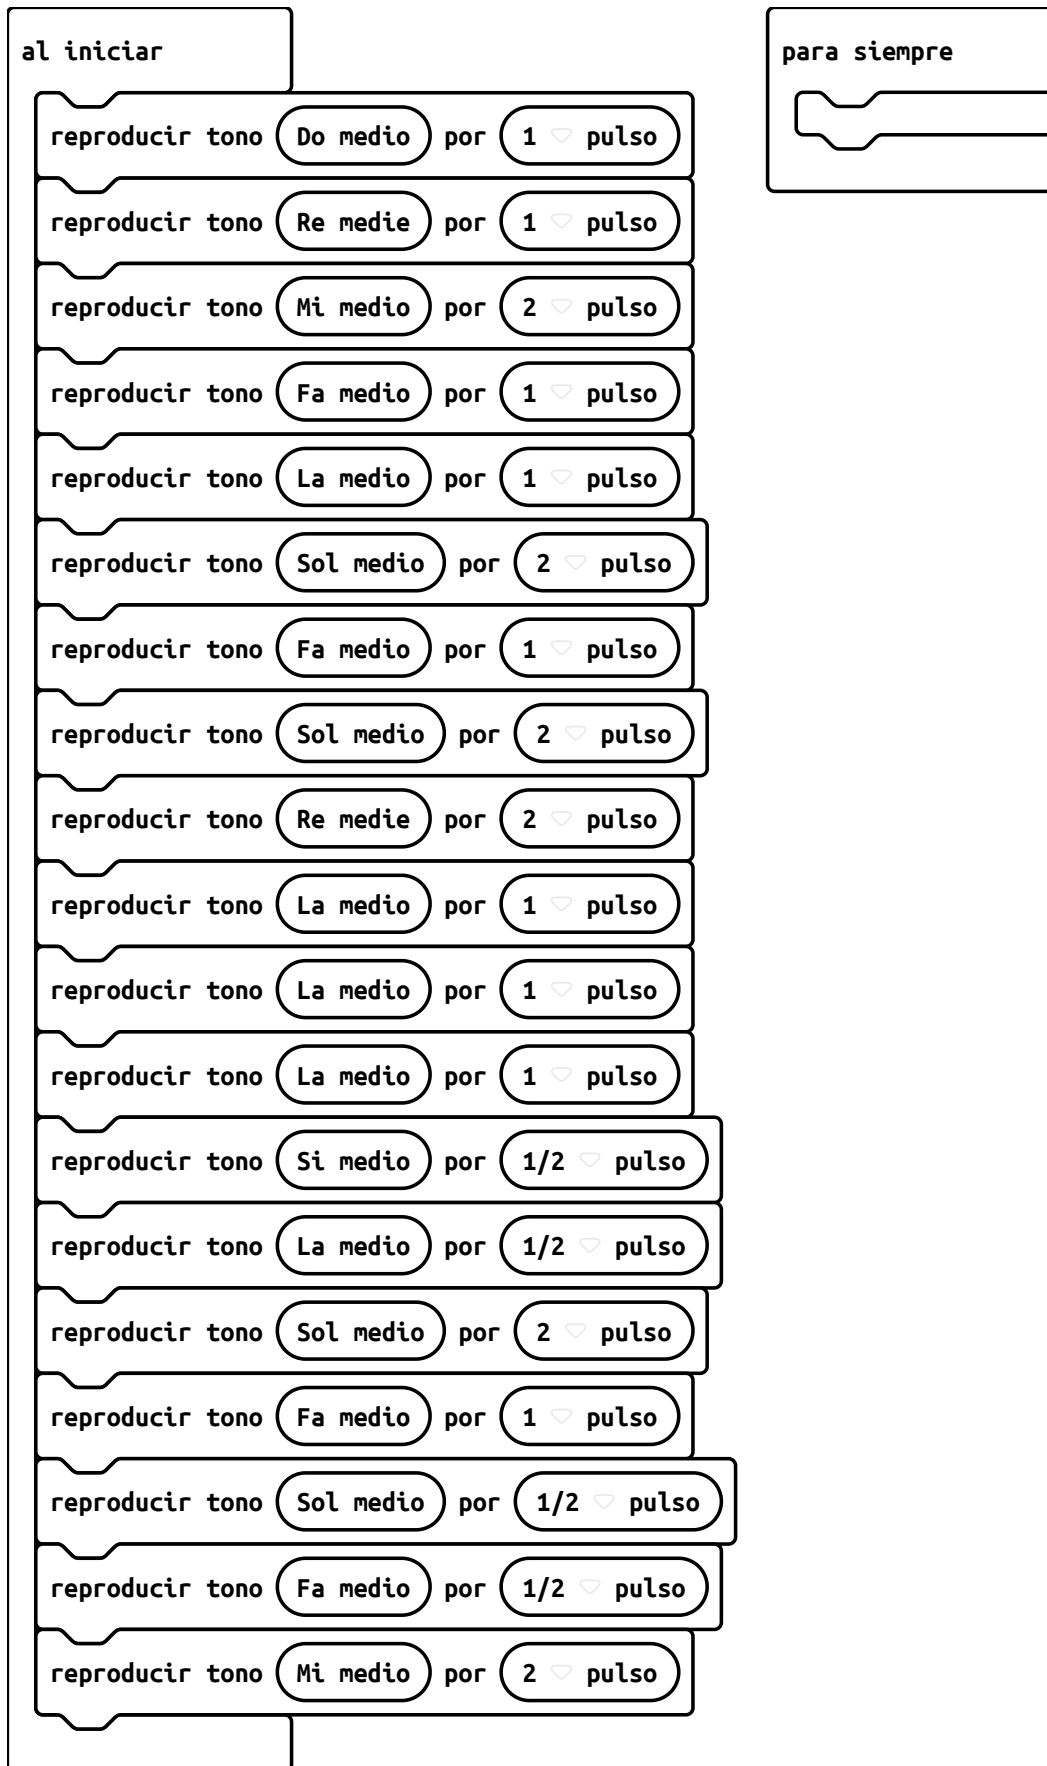 al iniciar
para siempre
reproducir tono Do medio por 1 pulso
reproducir tono Re medie por 1 pulso
reproducir tono Mi medio por 2 pulso
reproducir tono Fa medio por 1 pulso
reproducir tono La medio por 1 pulso
reproducir tono Sol medio por 2 pulso
reproducir tono Fa medio por 1 pulso
reproducir tono Sol medio por 2 pulso
reproducir tono Re medie por 2 pulso
reproducir tono La medio por 1 pulso
reproducir tono La medio por 1 pulso
reproducir tono La medio por 1 pulso
reproducir tono Si medio por 1/2 pulso
reproducir tono La medio por 1/2 pulso
reproducir tono Sol medio por 2 pulso
reproducir tono Fa medio por 1 pulso
reproducir tono Sol medio por 1/2 pulso
reproducir tono Fa medio por 1/2 pulso
reproducir tono Mi medio por 2 pulso